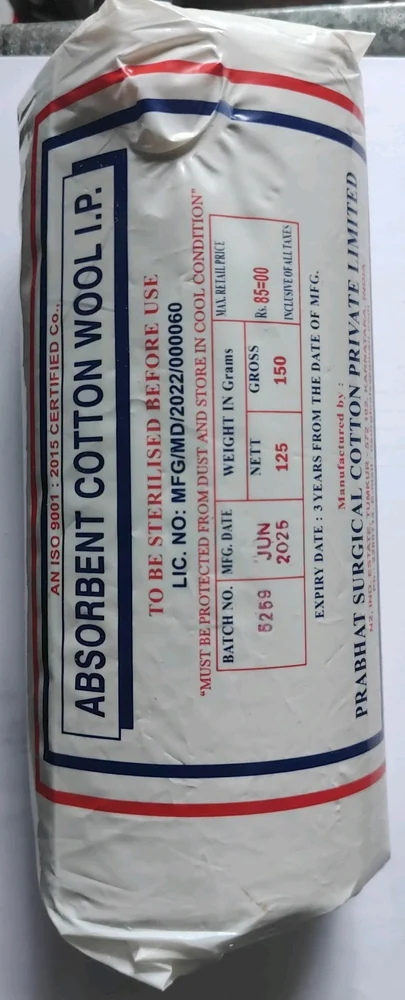 AN ISO 9001 : 2015 CERTIFIED Co.,
ABSORBENT COTTON WOOL I.P.
TO BE STERILISED BEFORE USE
LIC. NO: MFG/MD/2022/000060
"MUST BE PROTECTED FROM DUST AND STORE IN COOL CONDITION"
BATCH NO. MFG. DATE WEIGHT IN Grams MAX. RETAIL PRICE
NETT GROSS
5259 JUN 2025 125 150 Rs. 85=00
INCLUSIVE OF ALL TAXES
EXPIRY DATE : 3 YEARS FROM THE DATE OF MFG.
Manufactured by :
PRABHAT SURGICAL COTTON PRIVATE LIMITED